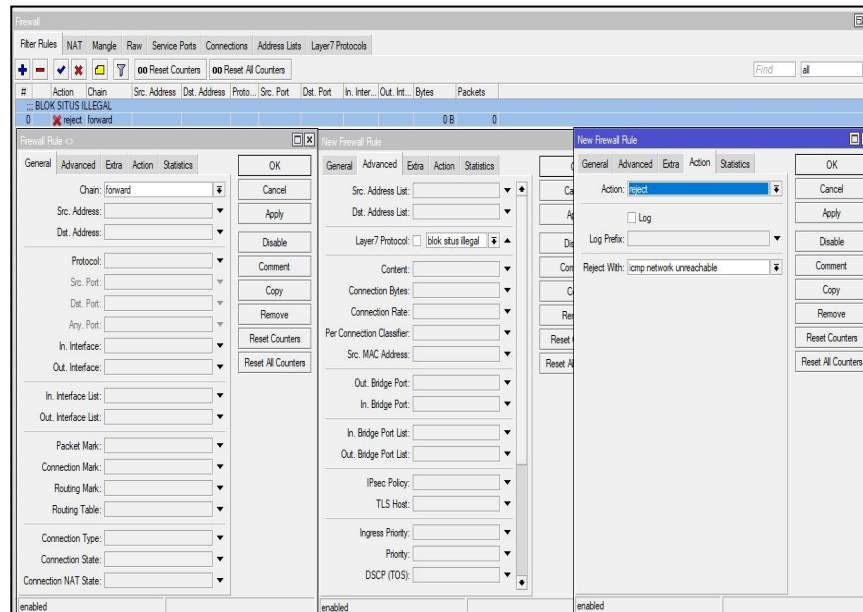 Firewall
Filter Rules NAT Mangle Raw Service Ports Connections Address Lists Layer7 Protocols
00 Reset Counters 00 Reset All Counters Find all
# Action Chain Src. Address Dst. Address Proto... Src. Port Dst. Port In. Inter... Out. Int... Bytes Packets
;;; BLOK SITUS ILLEGAL
0 reject forward 0 B 0
Firewall Rule <>
General Advanced Extra Action Statistics
Chain: forward
Src. Address:
Dst. Address:
Protocol:
Src. Port:
Dst. Port:
Any. Port:
In. Interface:
Out. Interface:
In. Interface List:
Out. Interface List:
Packet Mark:
Connection Mark:
Routing Mark:
Routing Table:
Connection Type:
Connection State:
Connection NAT State:
OK
Cancel
Apply
Disable
Comment
Copy
Remove
Reset Counters
Reset All Counters
enabled
New Firewall Rule
General Advanced Extra Action Statistics
Src. Address List:
Dst. Address List:
Layer7 Protocol: blok situs illegal
Content:
Connection Bytes:
Connection Rate:
Per Connection Classifier:
Src. MAC Address:
Out. Bridge Port:
In. Bridge Port:
In. Bridge Port List:
Out. Bridge Port List:
IPsec Policy:
TLS Host:
Ingress Priority:
Priority:
DSCP (TOS):
Ca
Ap
Dis
Com
Co
Rer
Reset
Reset Al
enabled
New Firewall Rule
General Advanced Extra Action Statistics
Action: reject
Log
Log Prefix:
Reject With: icmp network unreachable
OK
Cancel
Apply
Disable
Comment
Copy
Remove
Reset Counters
Reset All Counters
enabled